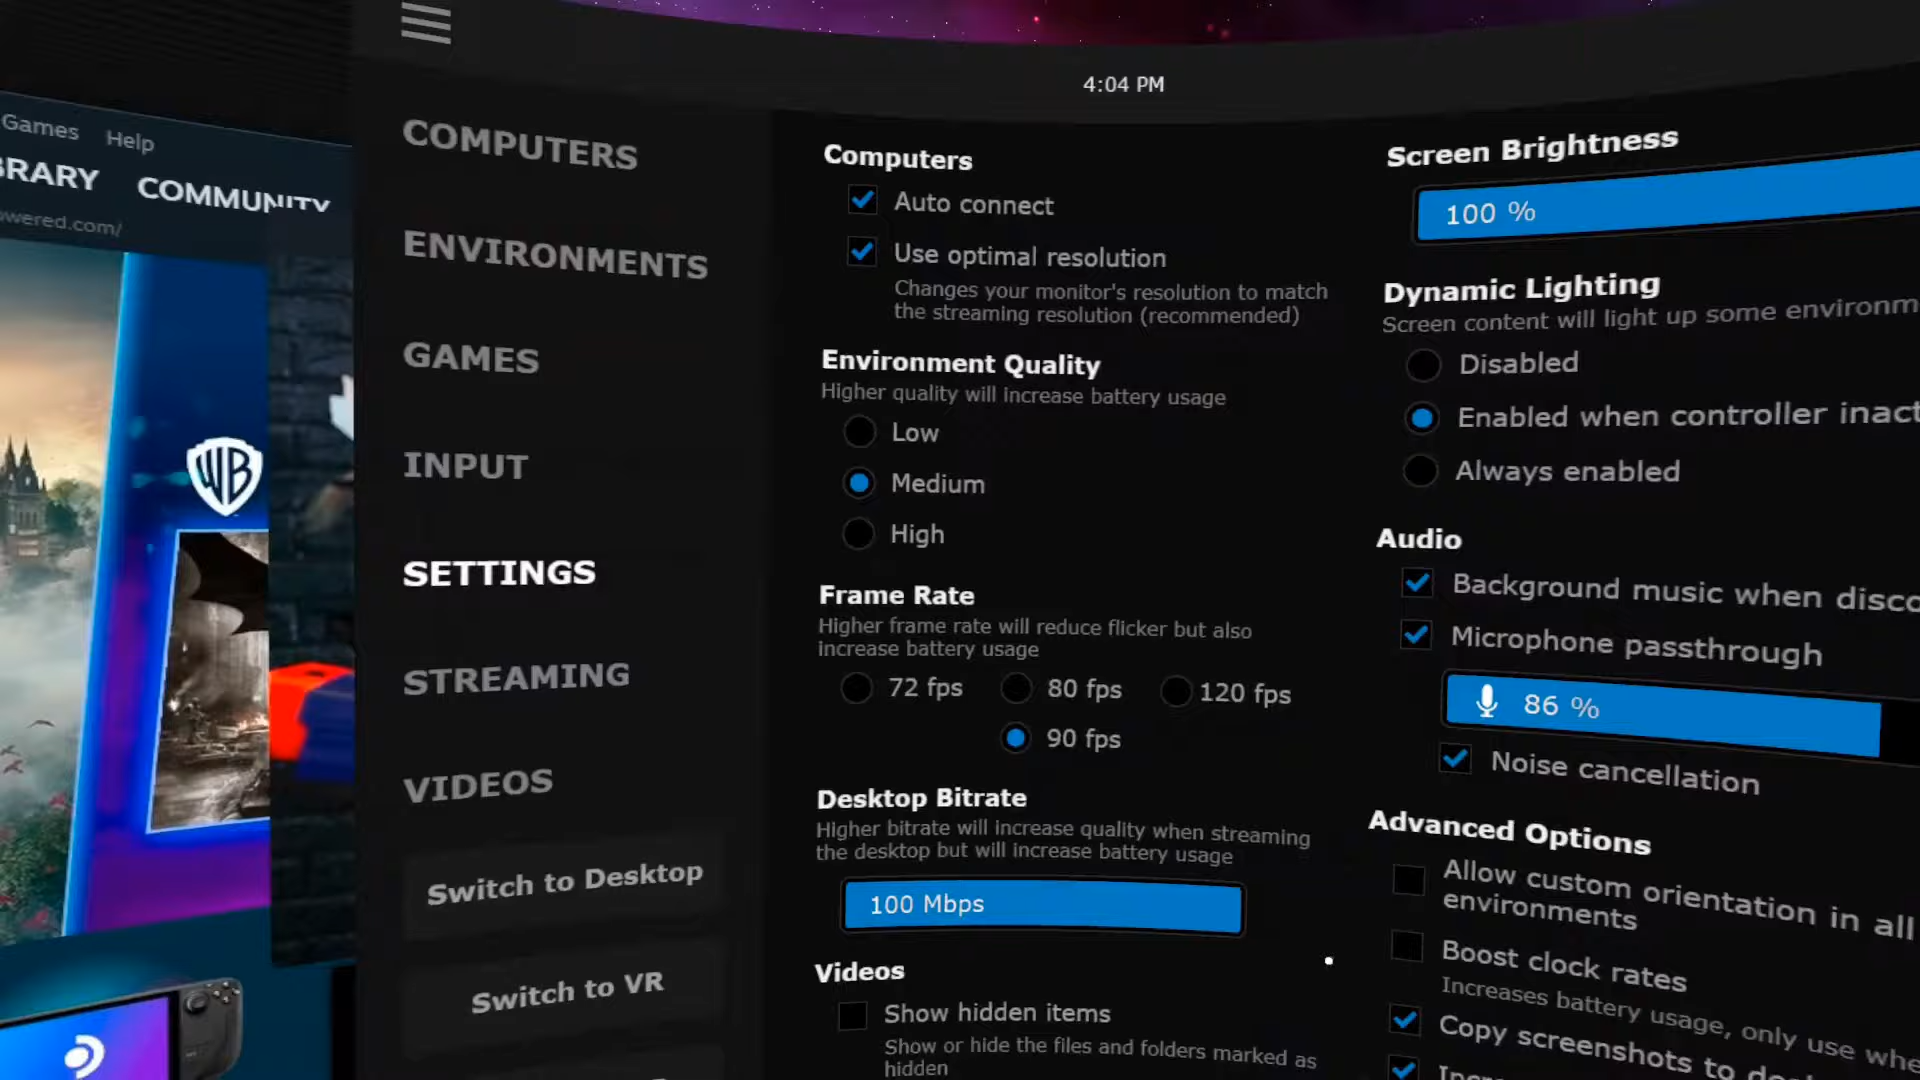 4:04 PM
Games Help
COMMUNITY
COMPUTERS
ENVIRONMENTS
GAMES
INPUT
SETTINGS
STREAMING
VIDEOS
Switch to Desktop
Switch to VR
Computers
Auto connect
Use optimal resolution
Changes your monitor's resolution to match
the streaming resolution (recommended)
Environment Quality
Higher quality will increase battery usage
Low
Medium
High
Frame Rate
Higher frame rate will reduce flicker but also
increase battery usage
72 fps 80 fps 120 fps
90 fps
Desktop Bitrate
Higher bitrate will increase quality when streaming
the desktop but will increase battery usage
100 Mbps
Videos
Show hidden items
Show or hide the files and folders marked as
hidden
Screen Brightness
100 %
Dynamic Lighting
Screen content will light up some
Disabled
Enabled when controller
Always enabled
Audio
Background music when
Microphone passthrough
86 %
Noise cancellation
Advanced Options
Allow custom orientation in all
environments
Boost clock rates
Increases battery usage, only use
Copy screenshots to
WB